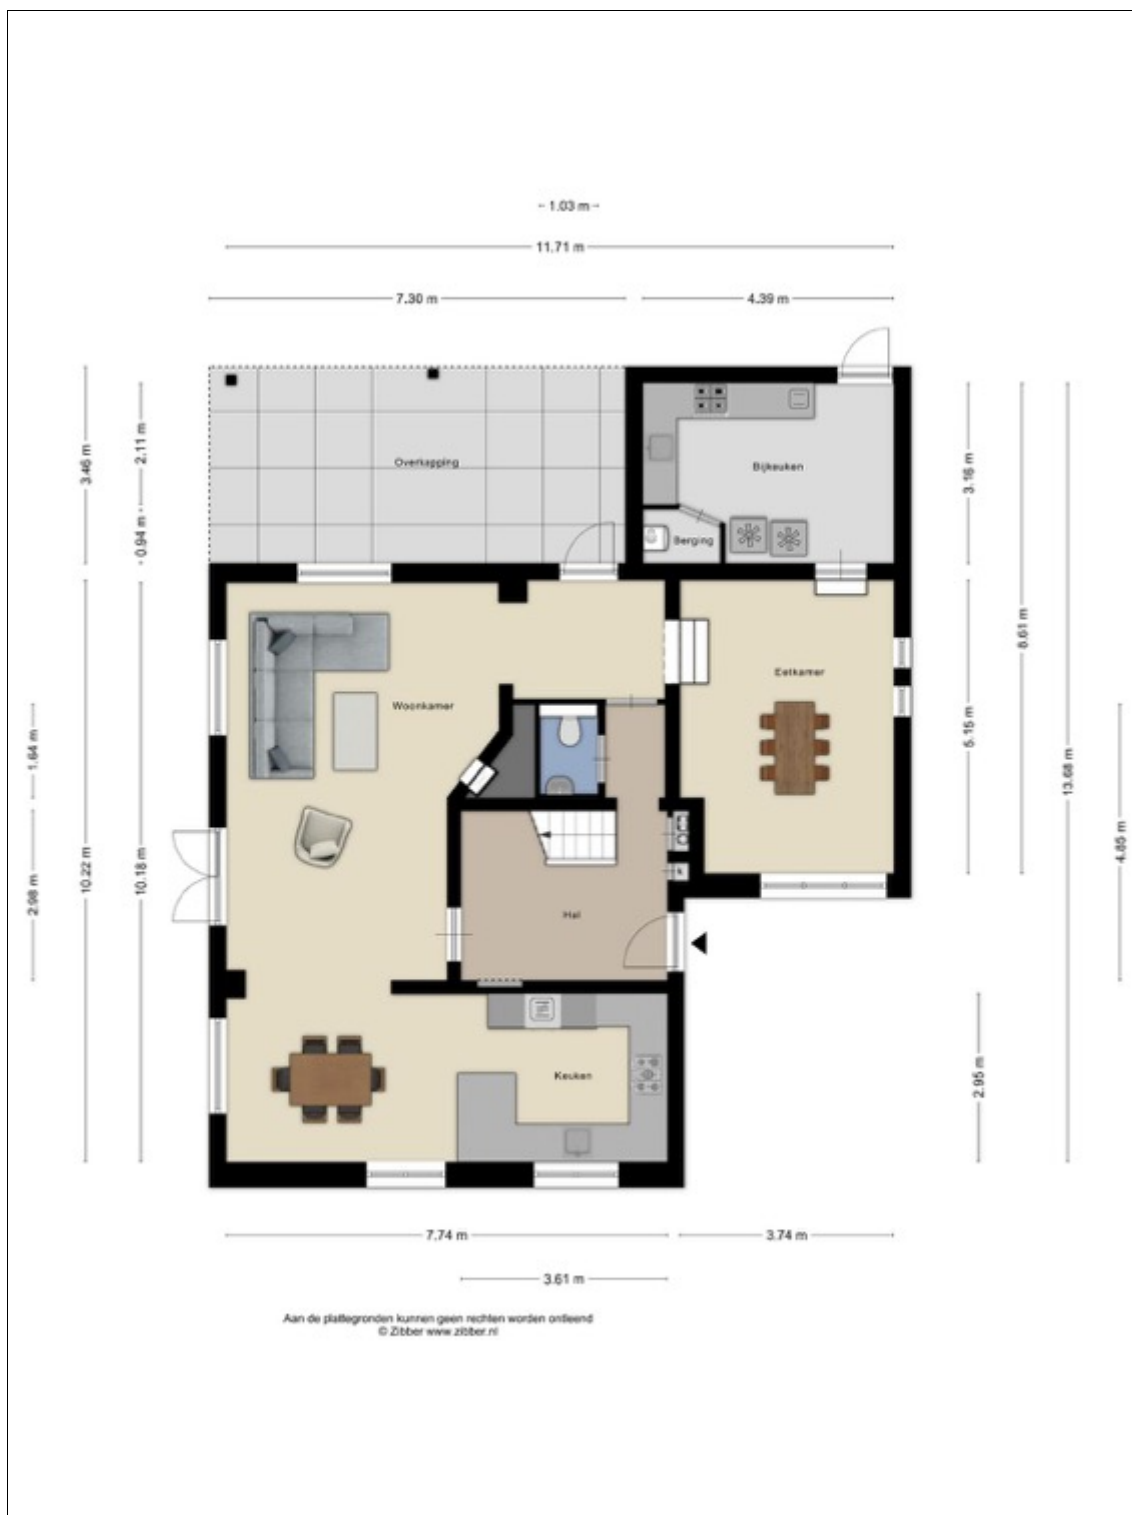 1.03 m
11.71 m
7.30 m
4.39 m
3.46 m
2.11 m
0.94 m
3.16 m
8.61 m
Overkapping
Bijkeuken
Berging
Eetkamer
Woonkamer
1.64 m
5.15 m
13.68 m
10.22 m
10.18 m
2.98 m
4.85 m
Hal
K
Keuken
2.95 m
7.74 m
3.74 m
3.61 m
Aan de plattegronden kunnen geen rechten worden ontleend
© Zibber www.zibber.nl